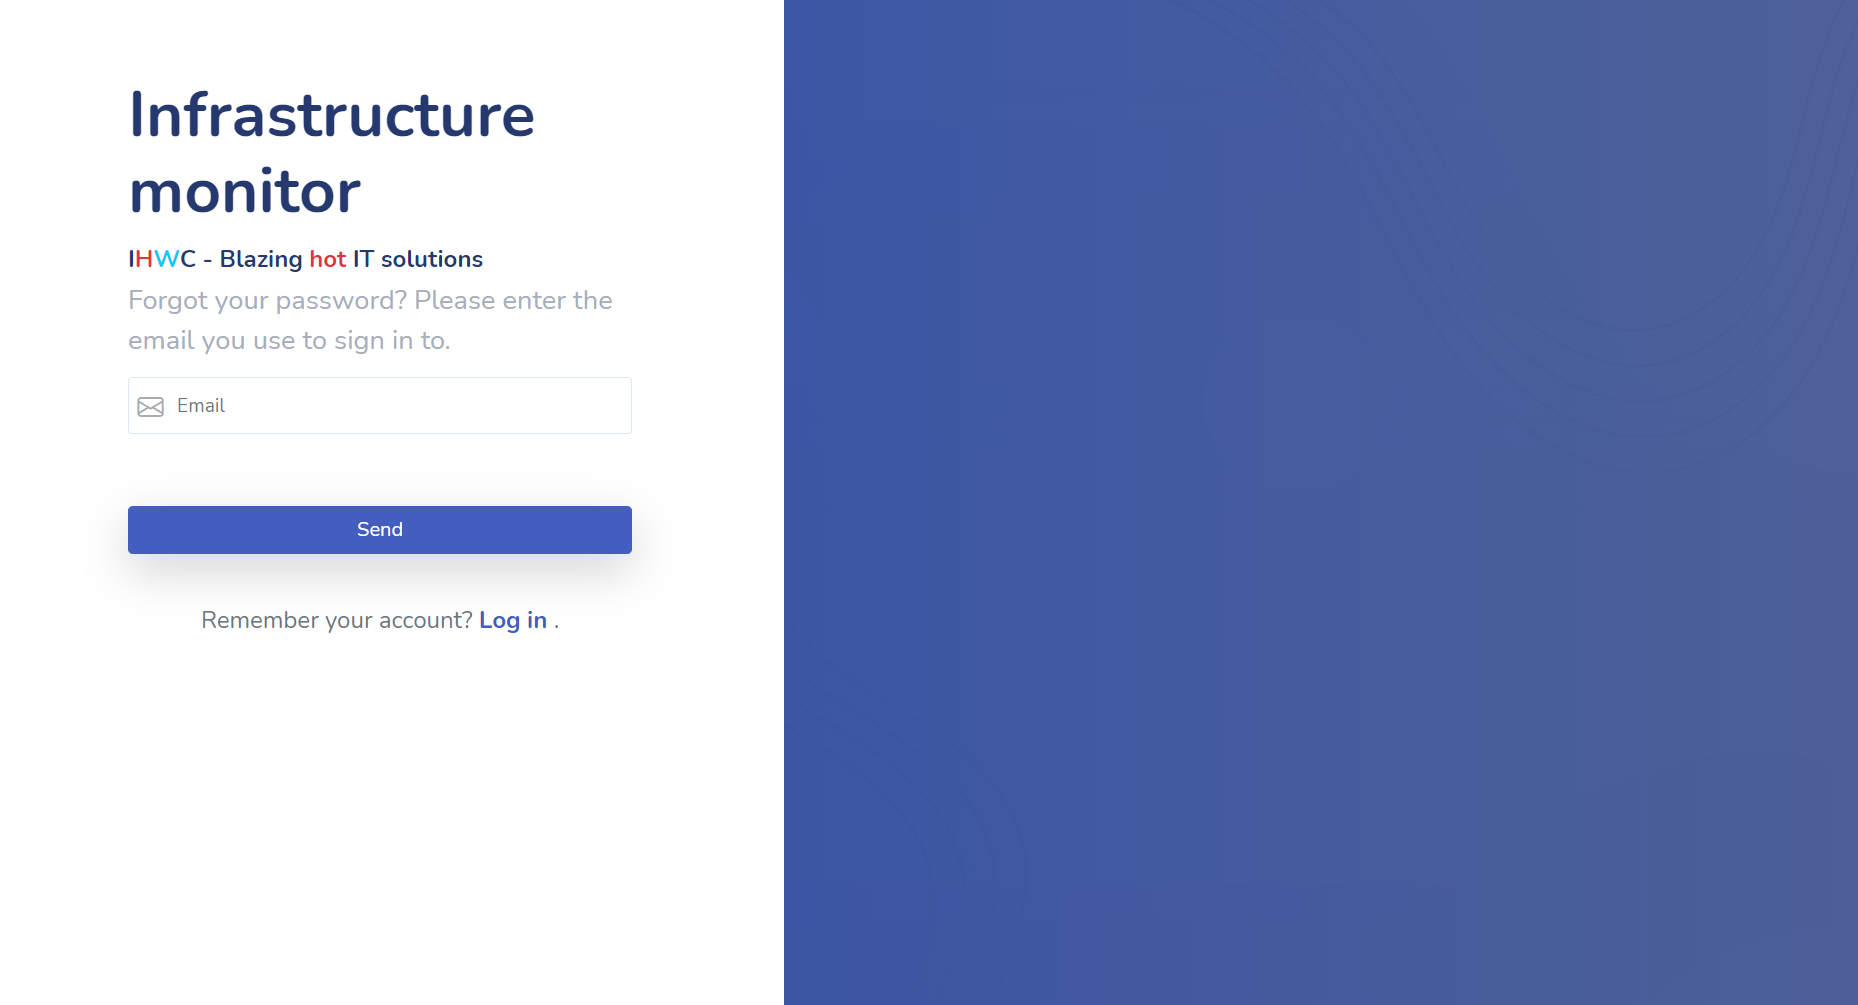 Infrastructure
monitor
IHWC - Blazing hot IT solutions
Forgot your password? Please enter the
email you use to sign in to.
Email
Send
Remember your account? Log in .